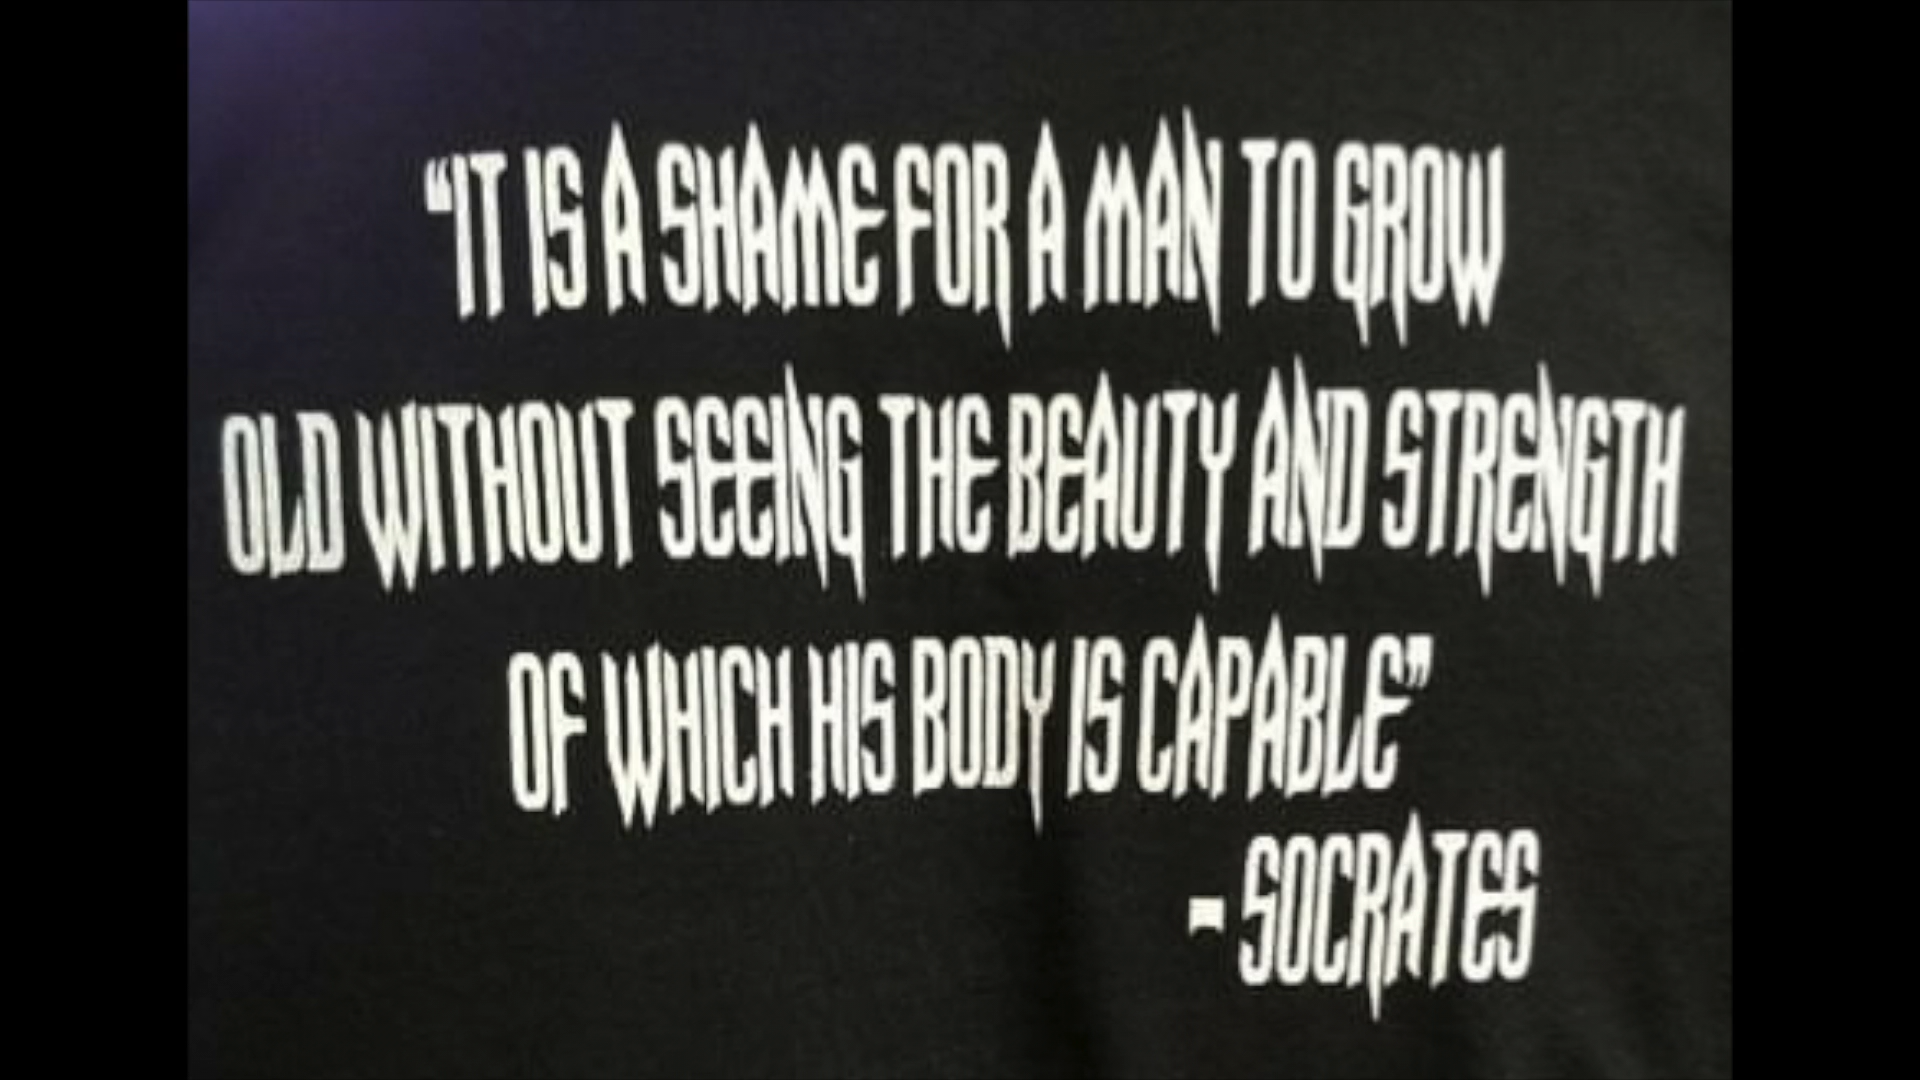 “IT IS A SHAME FOR A MAN TO GROW
OLD WITHOUT SEEING THE BEAUTY AND STRENGTH
OF WHICH HIS BODY IS CAPABLE”
- SOCRATES